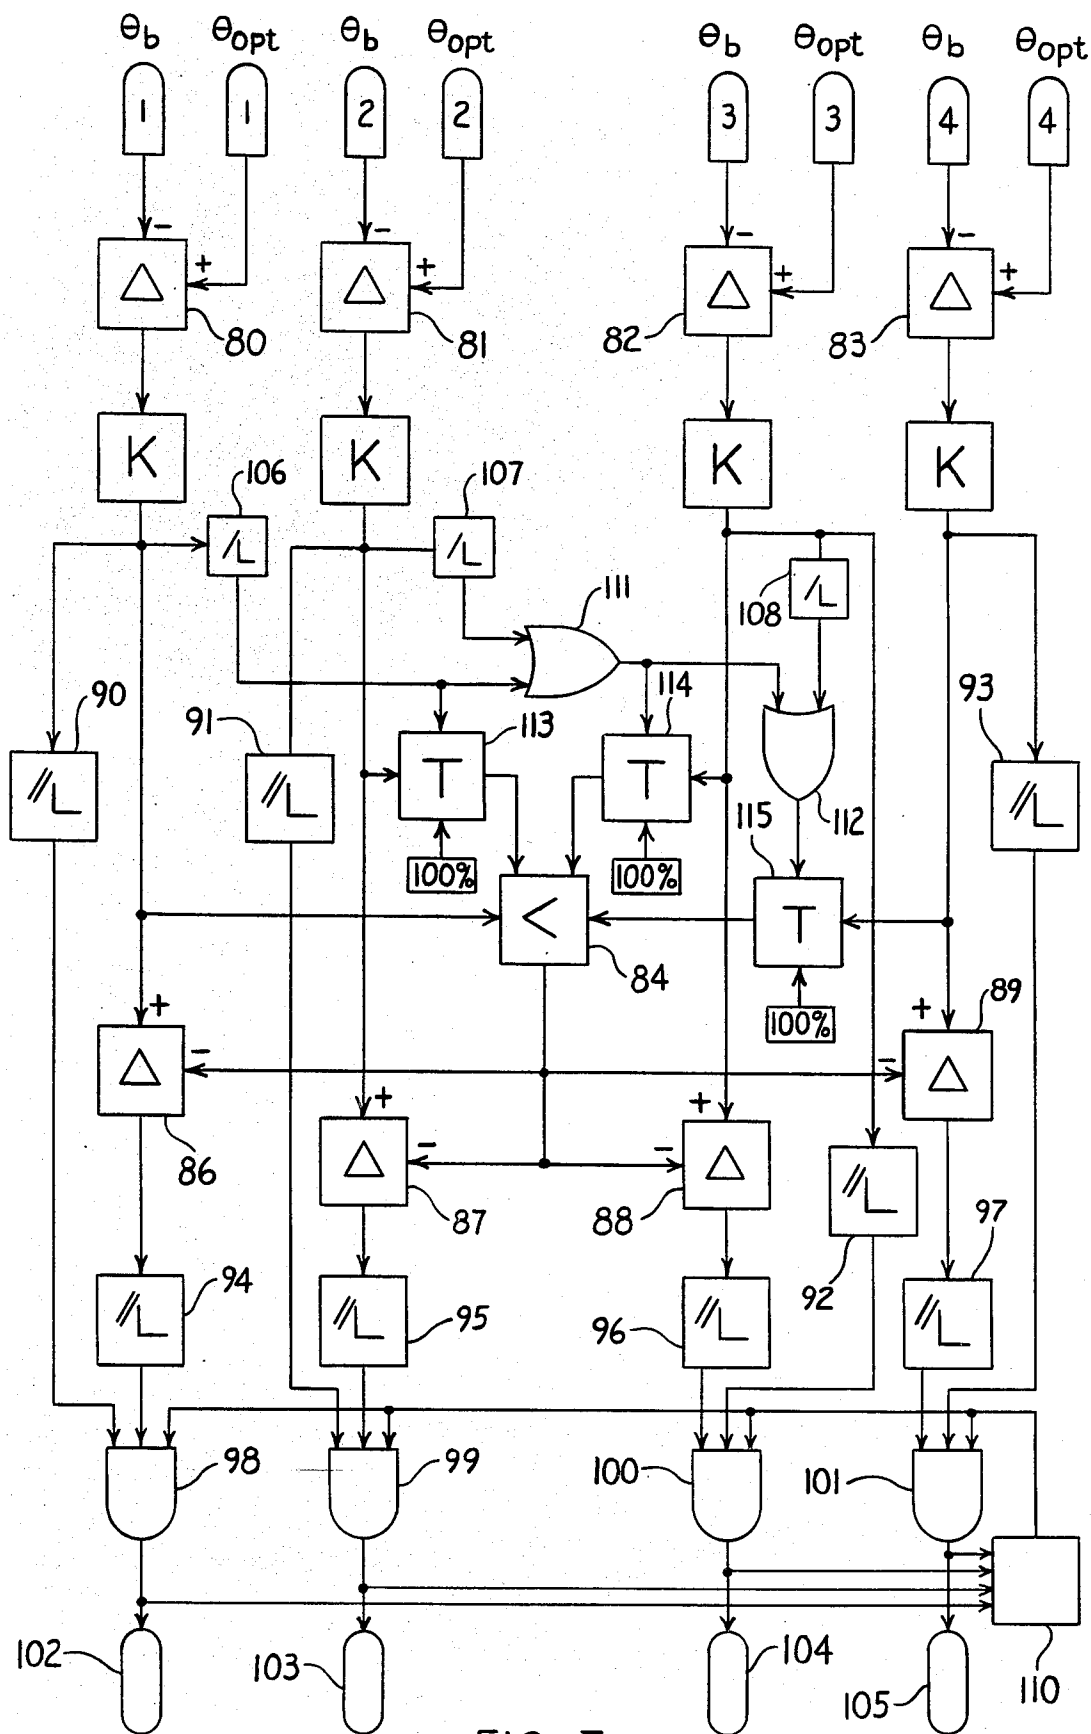 θb θopt θb θopt θb θopt θb θopt
1 1 2 2 3 3 4 4
− − − −
+ + + +
△ △ △ △
80 81 82 83
K K K K
106 107
/L /L /L
108
111
90 91 114 93
113
//L //L T T //L
115 112
100% 100%
< T
84
100%
89
+ +
− −
△ △
86
+ +
− −
△ △
87 88
//L
92
97
94 95 96
//L //L //L //L
98 99 100 101
102 103 104 105
110